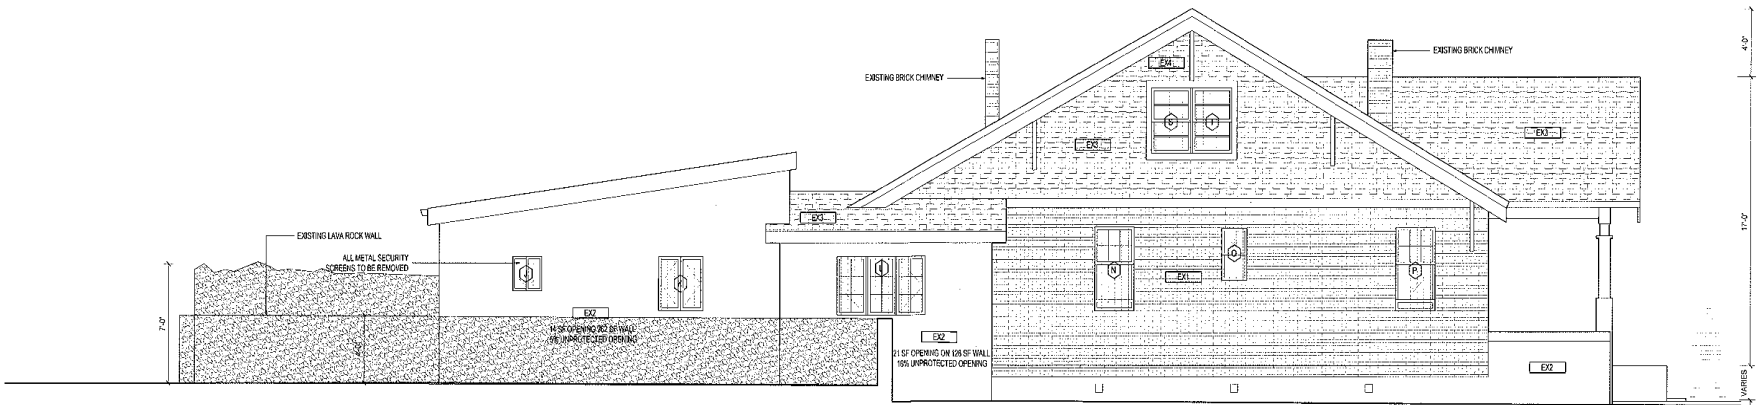 EXISTING BRICK CHIMNEY
EXISTING BRICK CHIMNEY
4'-0"
EX4
S
T
EX3
EX3
EX3
EXISTING LAVA ROCK WALL
ALL METAL SECURITY
SCREENS TO BE REMOVED
J
K
L
N
O
P
EX1
17'-0"
7'-0"
EX2
14 SF OPENING 262 SF WALL
5% UNPROTECTED OPENING
EX2
21 SF OPENING ON 126 SF WALL
16% UNPROTECTED OPENING
EX2
VARIES